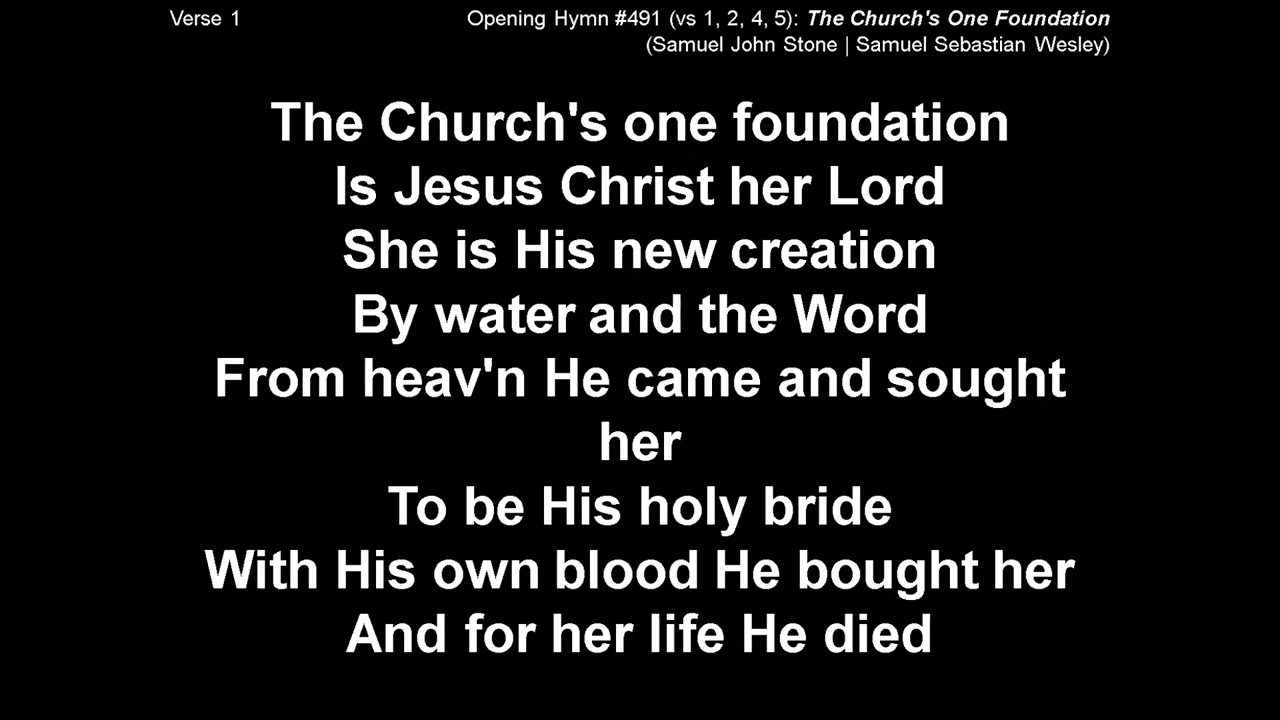 Verse 1
Opening Hymn #491 (vs 1, 2, 4, 5): The Church's One Foundation
(Samuel John Stone | Samuel Sebastian Wesley)
The Church's one foundation
Is Jesus Christ her Lord
She is His new creation
By water and the Word
From heav'n He came and sought
her
To be His holy bride
With His own blood He bought her
And for her life He died